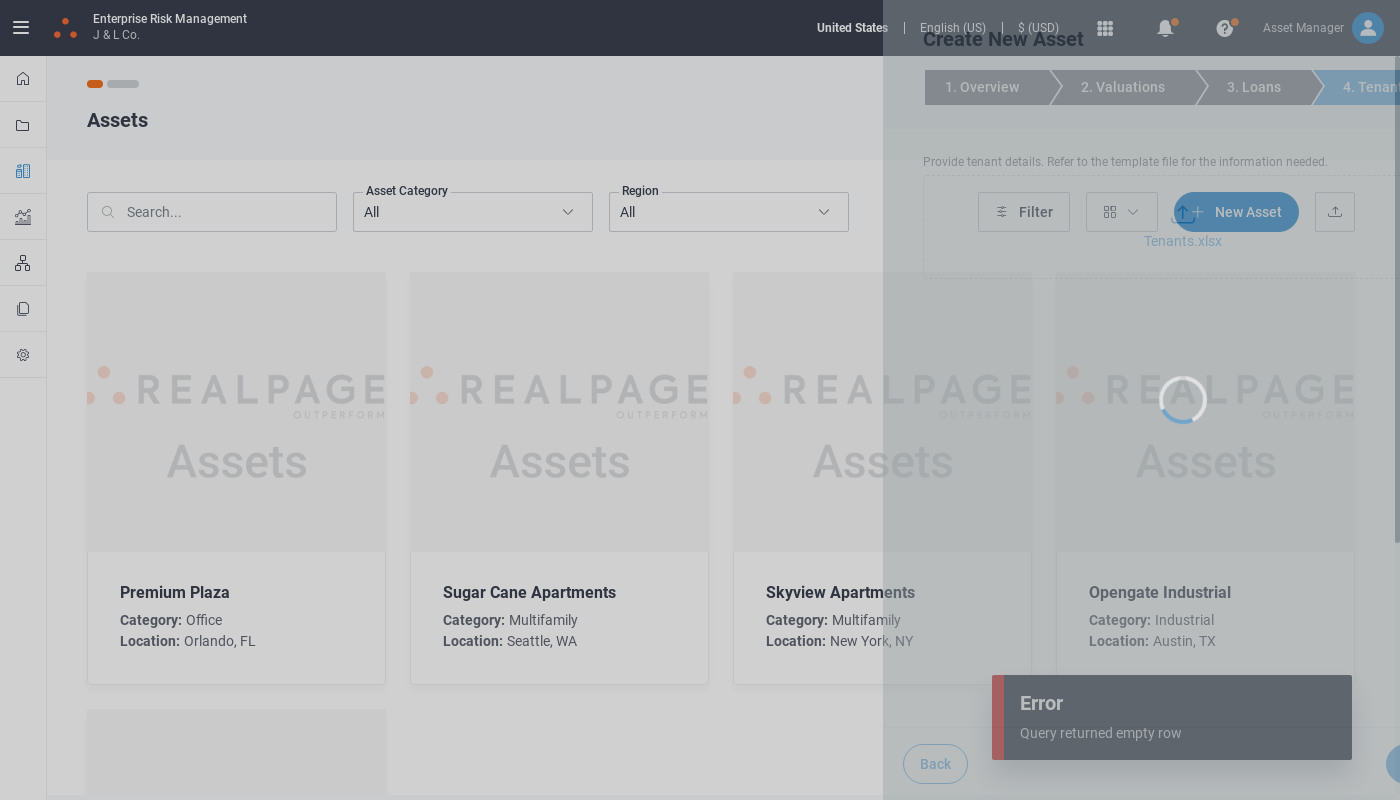 Enterprise Risk Management
J & L Co.
United States
English (US)
$ (USD)
Asset Manager
Create New Asset
1. Overview
2. Valuations
3. Loans
4. Tenan
Assets
Provide tenant details. Refer to the template file for the information needed.
Search...
Asset Category
All
Region
All
Filter
New Asset
Tenants.xlsx
REALPAGE
OUTPERFORM
Assets
REALPAGE
OUTPERFORM
Assets
REALPAGE
OUTPERFORM
Assets
REALPAGE
OUTPERFORM
Assets
Premium Plaza
Category: Office
Location: Orlando, FL
Sugar Cane Apartments
Category: Multifamily
Location: Seattle, WA
Skyview Apartments
Category: Multifamily
Location: New York, NY
Opengate Industrial
Category: Industrial
Location: Austin, TX
Error
Query returned empty row
Back